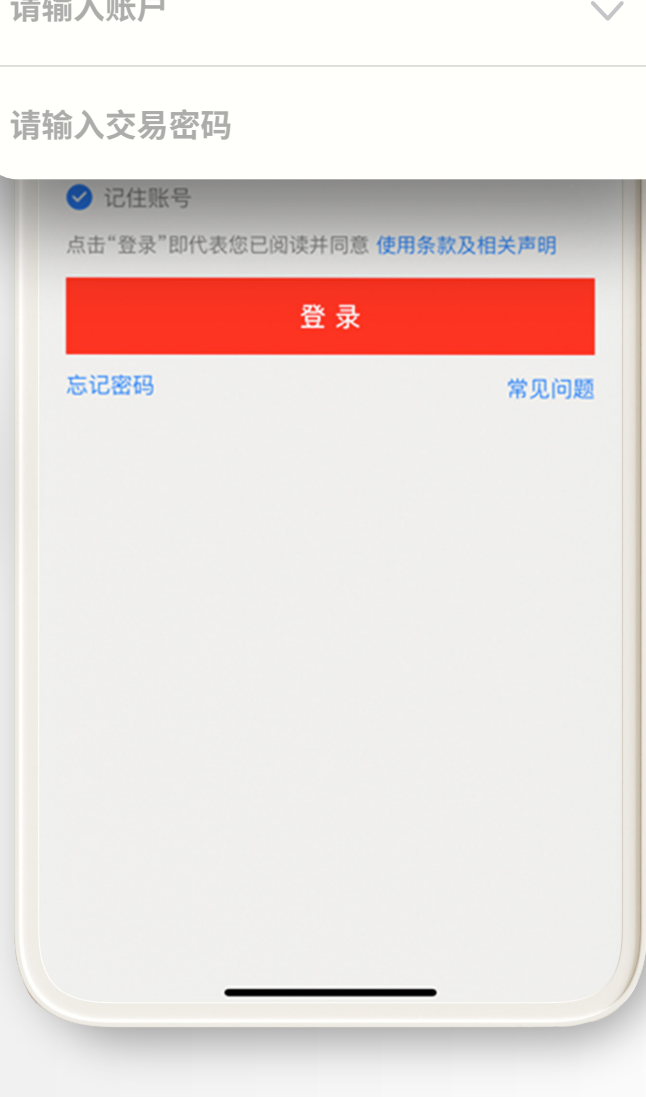 请输入账户
请输入交易密码
记住账号
点击“登录”即代表您已阅读并同意 使用条款及相关声明
登 录
忘记密码
常见问题